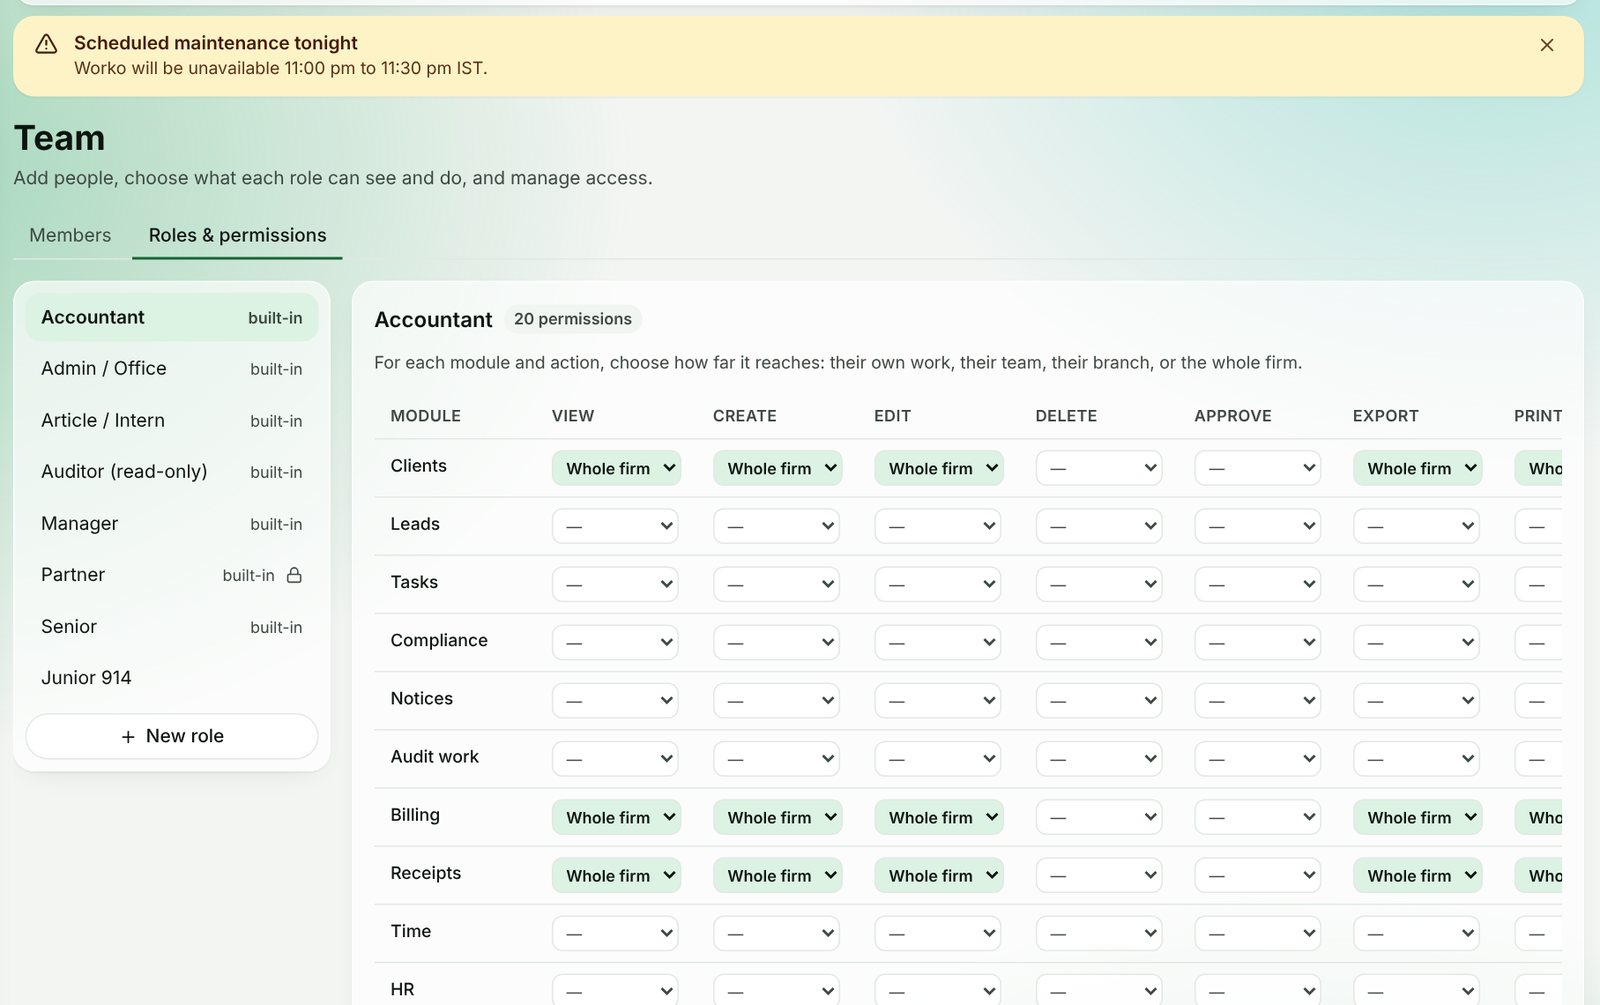 Scheduled maintenance tonight
Worko will be unavailable 11:00 pm to 11:30 pm IST.
Team
Add people, choose what each role can see and do, and manage access.
Members Roles & permissions
Accountant built-in
Admin / Office built-in
Article / Intern built-in
Auditor (read-only) built-in
Manager built-in
Partner built-in
Senior built-in
Junior 914
+ New role
Accountant 20 permissions
For each module and action, choose how far it reaches: their own work, their team, their branch, or the whole firm.
MODULE VIEW CREATE EDIT DELETE APPROVE EXPORT PRINT
Clients Whole firm Whole firm Whole firm — — Whole firm Who
Leads — — — — — — —
Tasks — — — — — — —
Compliance — — — — — — —
Notices — — — — — — —
Audit work — — — — — — —
Billing Whole firm Whole firm Whole firm — — Whole firm Who
Receipts Whole firm Whole firm Whole firm — — Whole firm Who
Time — — — — — — —
HR — — — — — — —